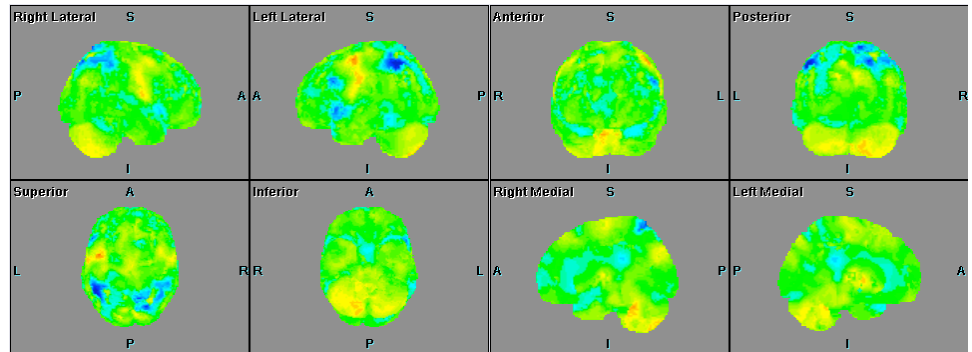 Right Lateral S
P A
I
Left Lateral S
A P
I
Anterior S
R L
I
Posterior S
L R
I
Superior A
L R
P
Inferior A
R L
P
Right Medial S
A P
I
Left Medial S
P A
I